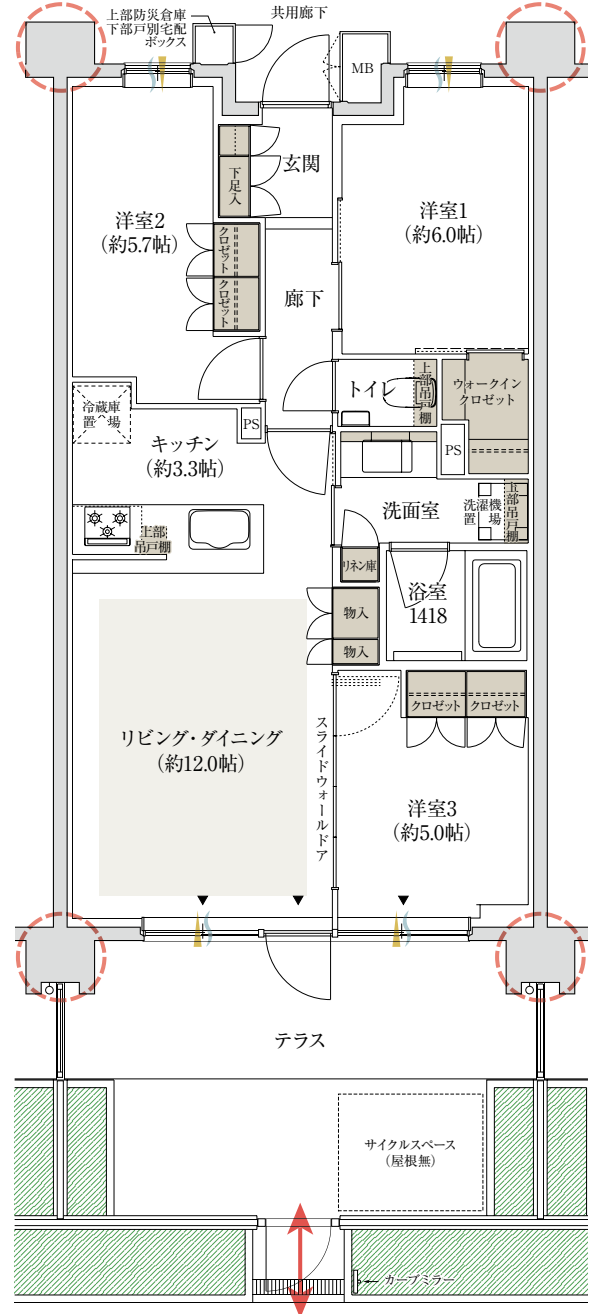 上部防災倉庫
下部戸別宅配
ボックス
共用廊下
MB
玄関
下足入
洋室2
(約5.7帖)
洋室1
(約6.0帖)
クロゼット
クロゼット
廊下
トイレ
上部吊戸棚
ウォークイン
クロゼット
冷蔵庫
置場
PS
キッチン
(約3.3帖)
PS
洗面室
洗濯機
置場
上部吊戸棚
上部
吊戸棚
リネン庫
浴室
1418
物入
物入
クロゼット
クロゼット
リビング・ダイニング
(約12.0帖)
スライドウォールドア
洋室3
(約5.0帖)
テラス
サイクルスペース
(屋根無)
カーブミラー